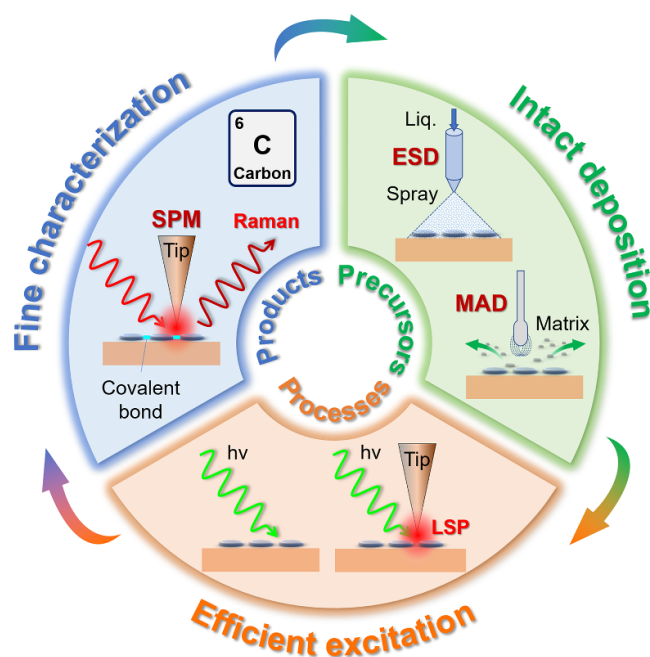 Fine characterization
6
C
Carbon
SPM
Raman
Tip
Covalent
bond
Products
Intact deposition
Liq.
ESD
Spray
MAD
Matrix
Precursors
Processes
hv
hv
Tip
LSP
Efficient excitation